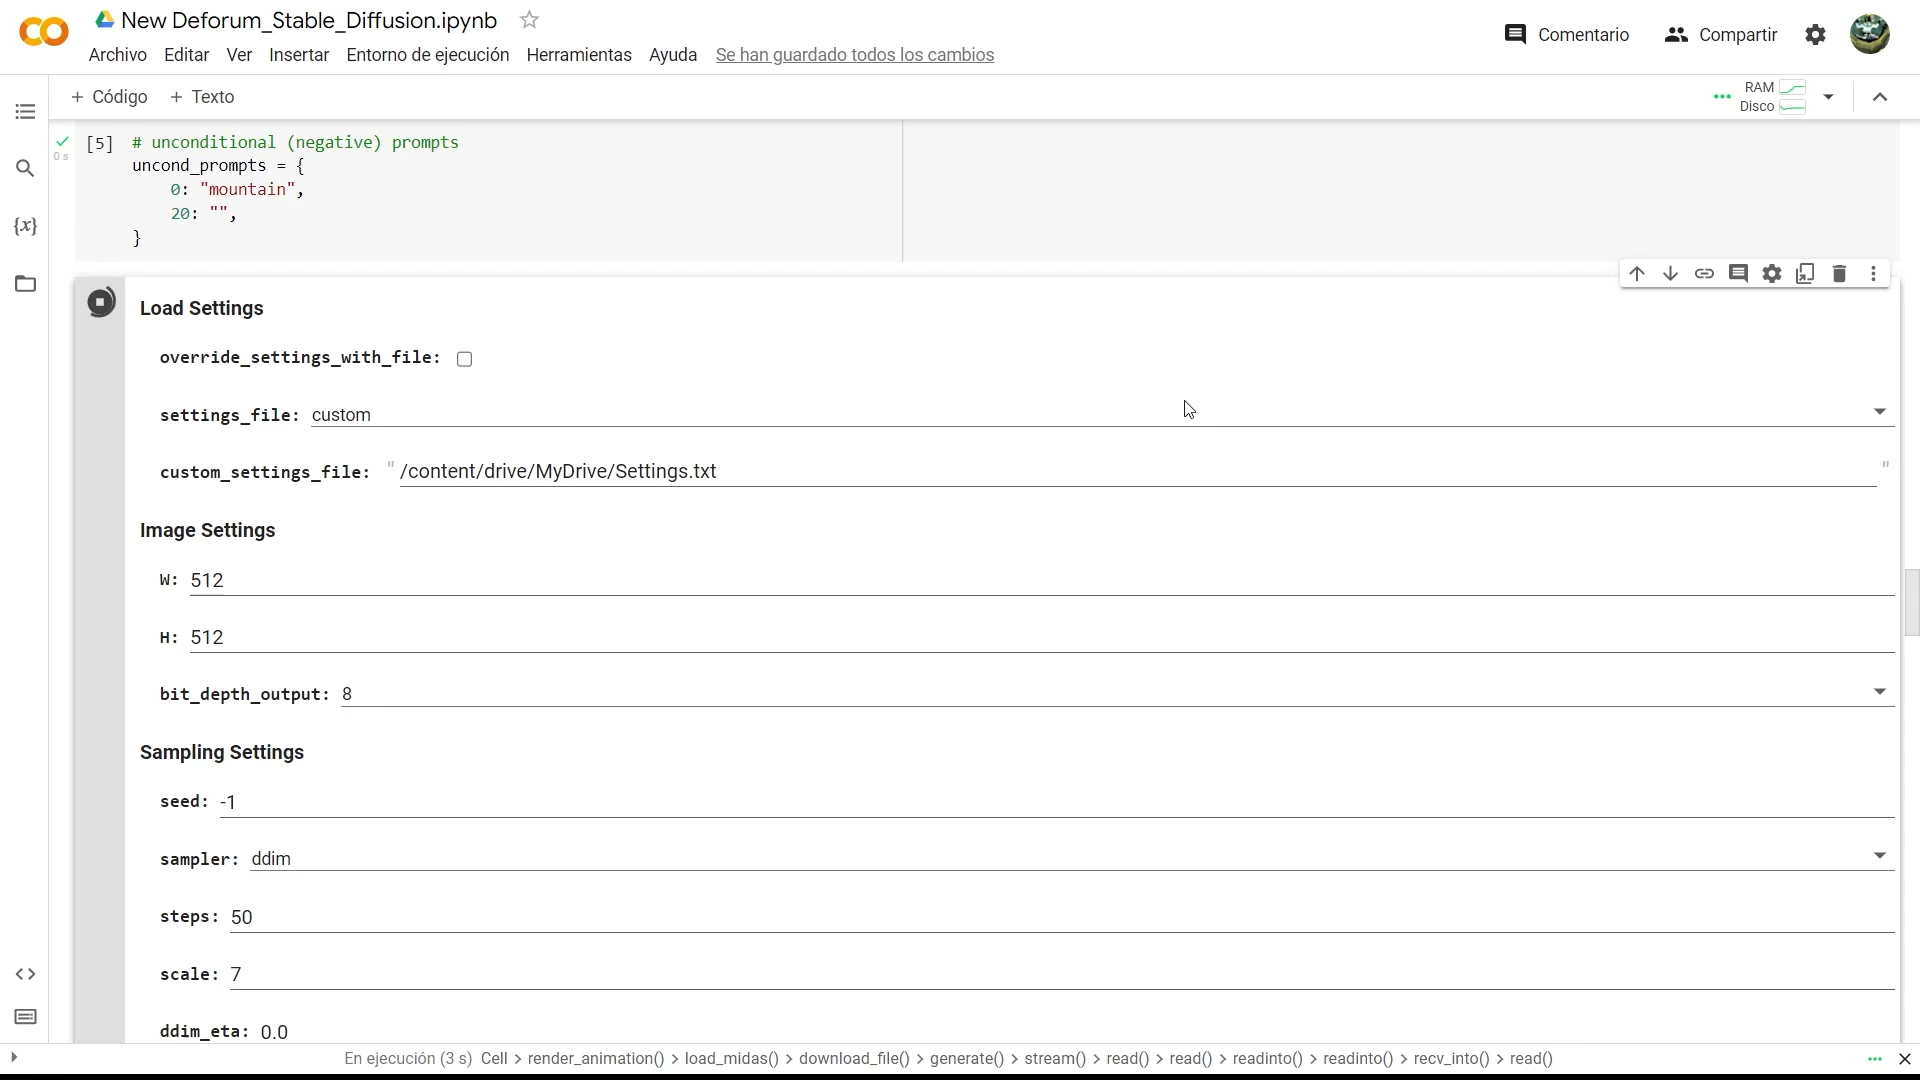 New Deforum_Stable_Diffusion.ipynb
Archivo Editar Ver Insertar Entorno de ejecución Herramientas Ayuda Se han guardado todos los cambios
Comentario Compartir
+ Código + Texto
RAM
Disco
[5] # unconditional (negative) prompts
0 s
uncond_prompts = {
0: "mountain",
20: "",
}
Load Settings
override_settings_with_file:
settings_file: custom
custom_settings_file: " /content/drive/MyDrive/Settings.txt "
Image Settings
W: 512
H: 512
bit_depth_output: 8
Sampling Settings
seed: -1
sampler: ddim
steps: 50
scale: 7
ddim_eta: 0.0
En ejecución (3 s) Cell > render_animation() > load_midas() > download_file() > generate() > stream() > read() > read() > readinto() > readinto() > recv_into() > read()